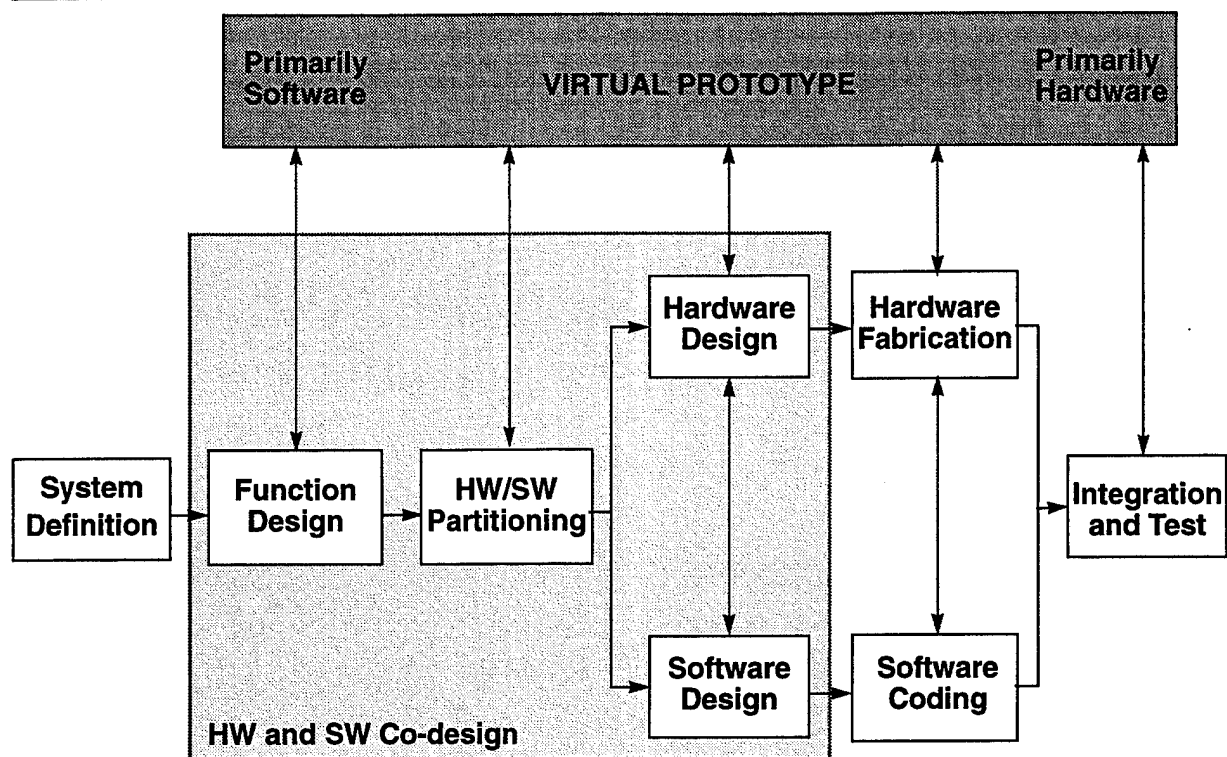 Primarily
Software
VIRTUAL PROTOTYPE
Primarily
Hardware
Hardware
Design
Hardware
Fabrication
System
Definition
Function
Design
HW/SW
Partitioning
Integration
and Test
Software
Design
Software
Coding
HW and SW Co-design